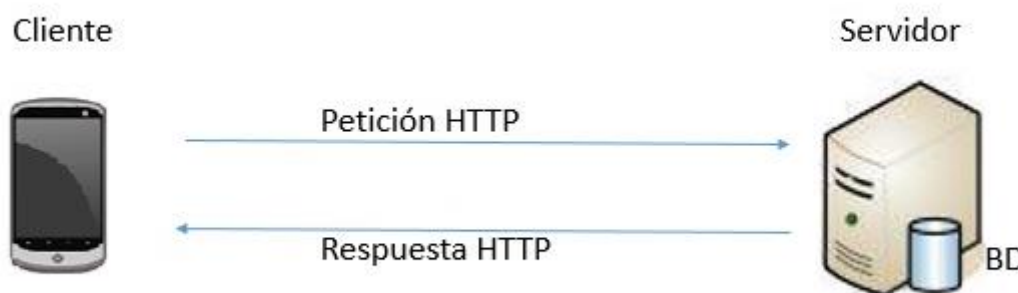 Cliente
Servidor
Petición HTTP
Respuesta HTTP
BD